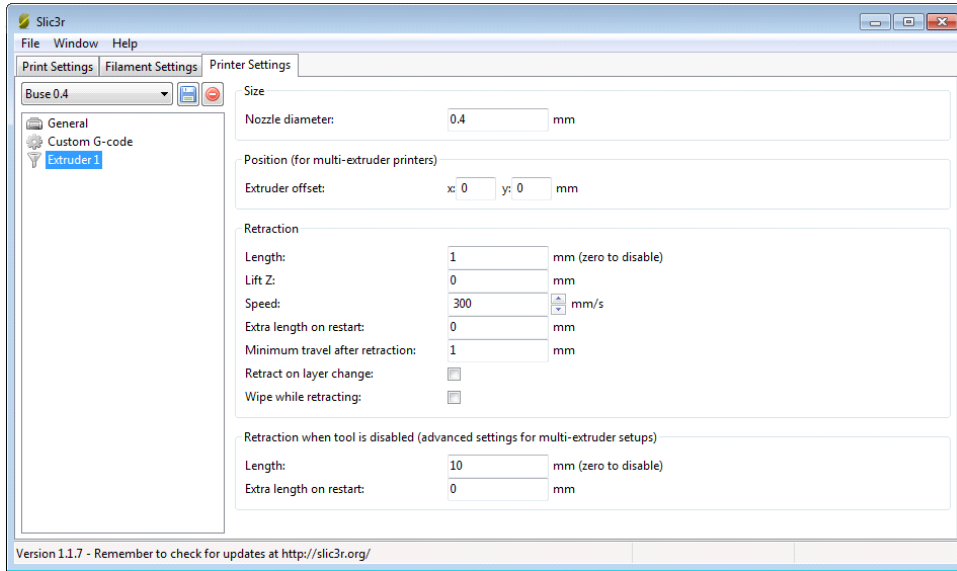 Slic3r
File Window Help
Print Settings Filament Settings Printer Settings
Buse 0.4
General
Custom G-code
Extruder 1
Size
Nozzle diameter: 0.4 mm
Position (for multi-extruder printers)
Extruder offset: x: 0 y: 0 mm
Retraction
Length: 1 mm (zero to disable)
Lift Z: 0 mm
Speed: 300 mm/s
Extra length on restart: 0 mm
Minimum travel after retraction: 1 mm
Retract on layer change:
Wipe while retracting:
Retraction when tool is disabled (advanced settings for multi-extruder setups)
Length: 10 mm (zero to disable)
Extra length on restart: 0 mm
Version 1.1.7 - Remember to check for updates at http://slic3r.org/